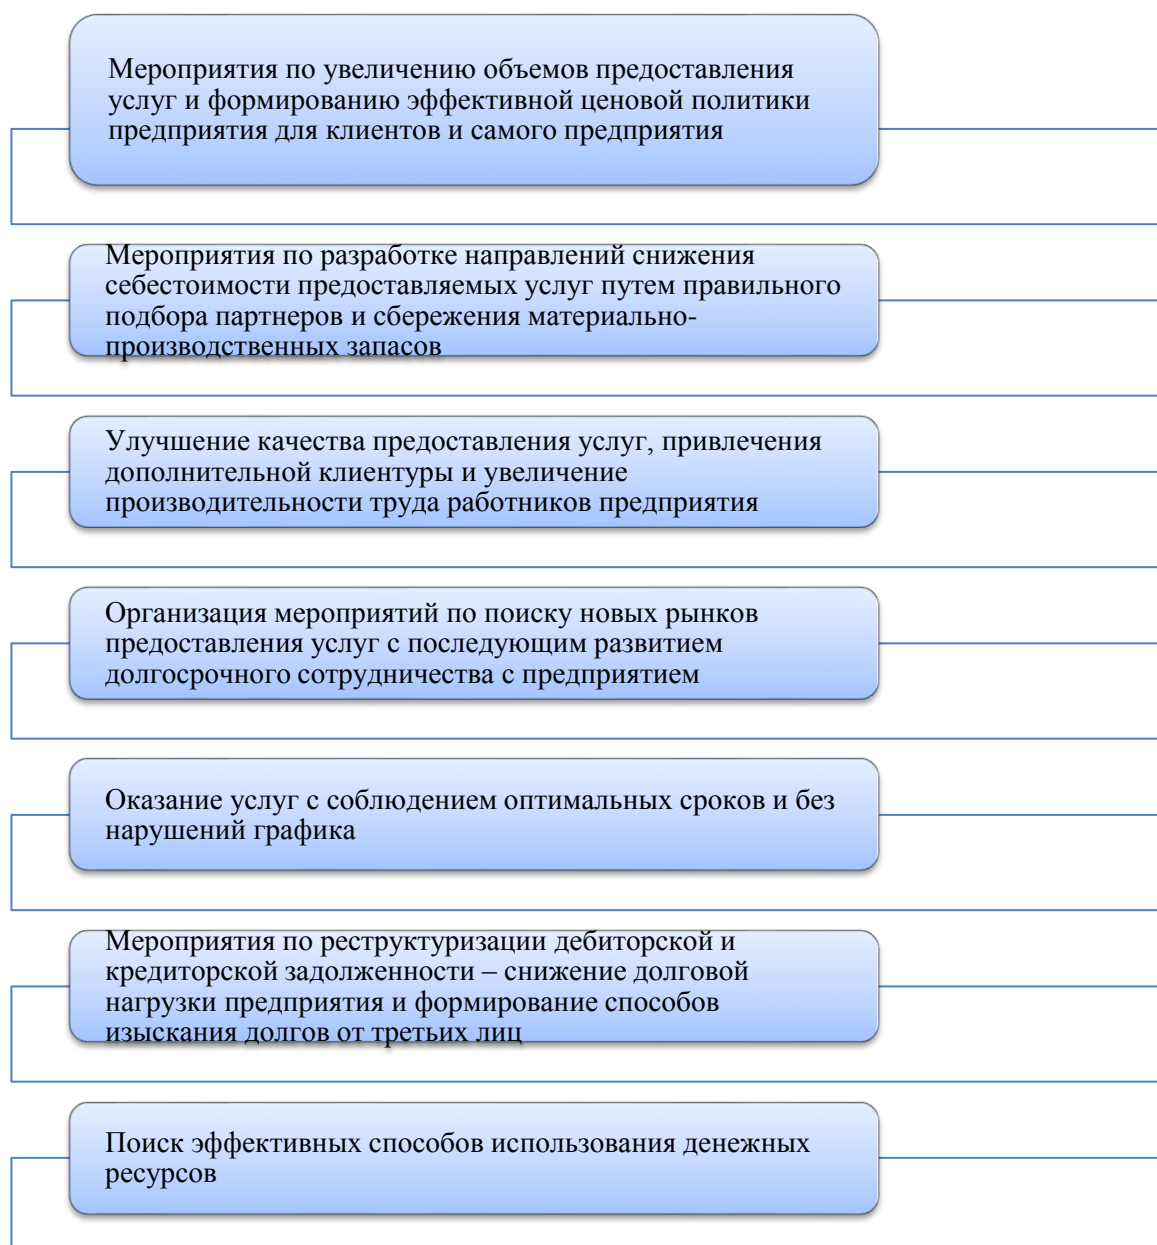 Мероприятия по увеличению объемов предоставления
услуг и формированию эффективной ценовой политики
предприятия для клиентов и самого предприятия
Мероприятия по разработке направлений снижения
себестоимости предоставляемых услуг путем правильного
подбора партнеров и сбережения материально-
производственных запасов
Улучшение качества предоставления услуг, привлечения
дополнительной клиентуры и увеличение
производительности труда работников предприятия
Организация мероприятий по поиску новых рынков
предоставления услуг с последующим развитием
долгосрочного сотрудничества с предприятием
Оказание услуг с соблюдением оптимальных сроков и без
нарушений графика
Мероприятия по реструктуризации дебиторской и
кредиторской задолженности – снижение долговой
нагрузки предприятия и формирование способов
изыскания долгов от третьих лиц
Поиск эффективных способов использования денежных
ресурсов